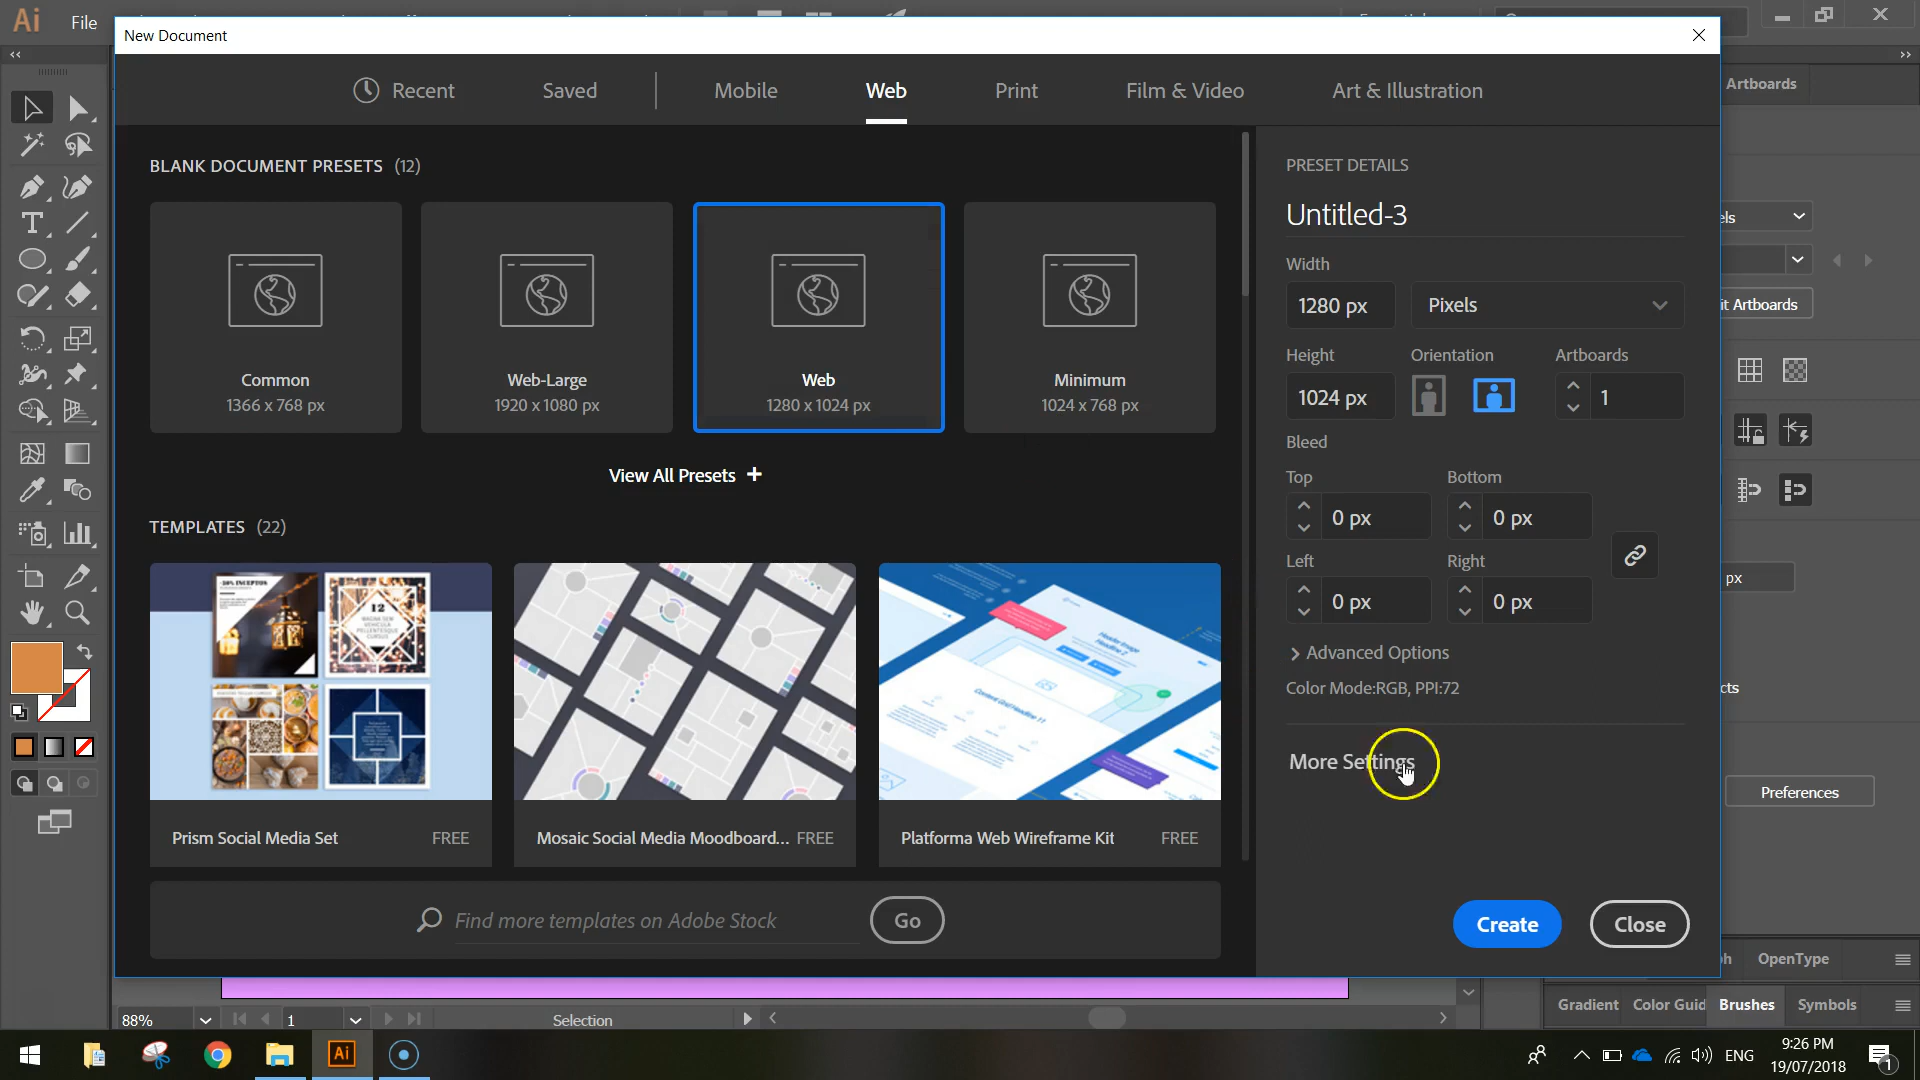 Ai File
New Document
Artboards
Recent Saved Mobile Web Print Film & Video Art & Illustration
BLANK DOCUMENT PRESETS (12)
Common
1366 x 768 px
Web-Large
1920 x 1080 px
Web
1280 x 1024 px
Minimum
1024 x 768 px
View All Presets +
TEMPLATES (22)
Prism Social Media Set FREE
Mosaic Social Media Moodboard... FREE
Platforma Web Wireframe Kit FREE
Find more templates on Adobe Stock Go
PRESET DETAILS
Untitled-3
Width
1280 px Pixels
Height Orientation Artboards
1024 px 1
Bleed
Top Bottom
0 px 0 px
Left Right
0 px 0 px
Advanced Options
Color Mode:RGB, PPI:72
More Settings
Create Close
els
it Artboards
px
cts
Preferences
ph OpenType
Gradient Color Guid Brushes Symbols
88% 1 Selection
Ai ENG 9:26 PM
19/07/2018
1